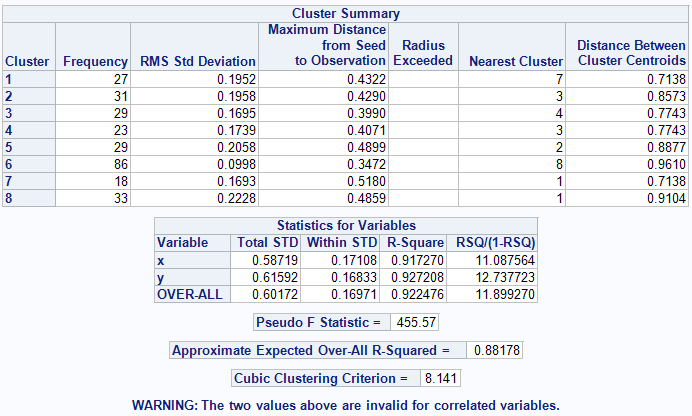 Cluster Summary
Cluster Frequency RMS Std Deviation Maximum Distance from Seed to Observation Radius Exceeded Nearest Cluster Distance Between Cluster Centroids
1 27 0.1952 0.4322 7 0.7138
2 31 0.1958 0.4290 3 0.8573
3 29 0.1695 0.3990 4 0.7743
4 23 0.1739 0.4071 3 0.7743
5 29 0.2058 0.4899 2 0.8877
6 86 0.0998 0.3472 8 0.9610
7 18 0.1693 0.5180 1 0.7138
8 33 0.2228 0.4859 1 0.9104
Statistics for Variables
Variable Total STD Within STD R-Square RSQ/(1-RSQ)
x 0.58719 0.17108 0.917270 11.087564
y 0.61592 0.16833 0.927208 12.737723
OVER-ALL 0.60172 0.16971 0.922476 11.899270
Pseudo F Statistic = 455.57
Approximate Expected Over-All R-Squared = 0.88178
Cubic Clustering Criterion = 8.141
WARNING: The two values above are invalid for correlated variables.